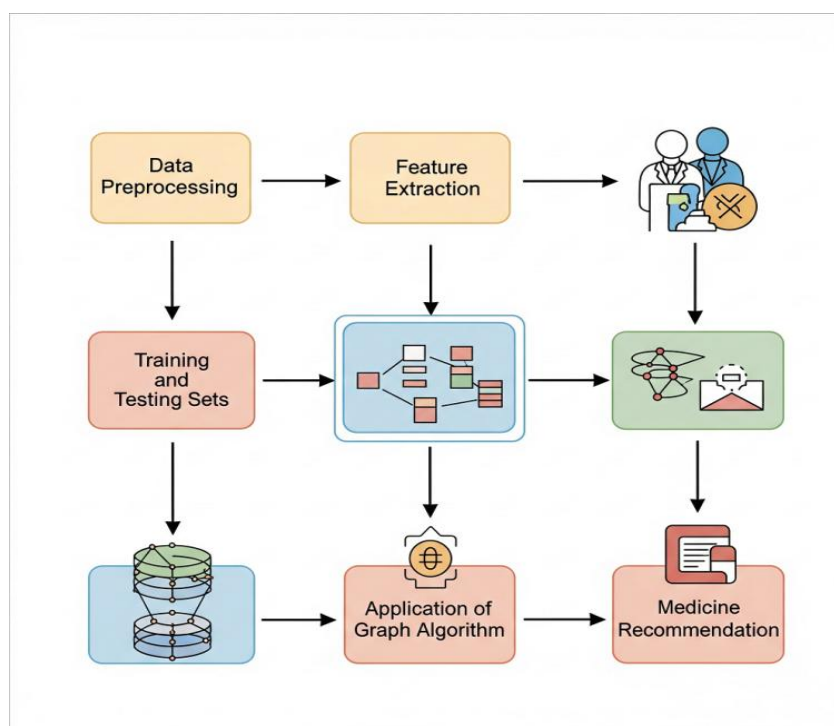 Data
Preprocessing
Feature
Extraction
Training
and
Testing Sets
Application of
Graph Algorithm
Medicine
Recommendation